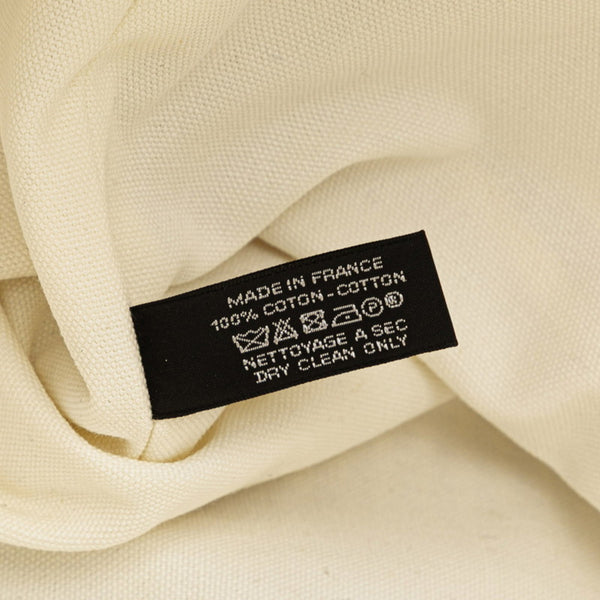 MADE IN FRANCE
100% COTON - COTTON
P ®
NETTOYAGE A SEC
DRY CLEAN ONLY